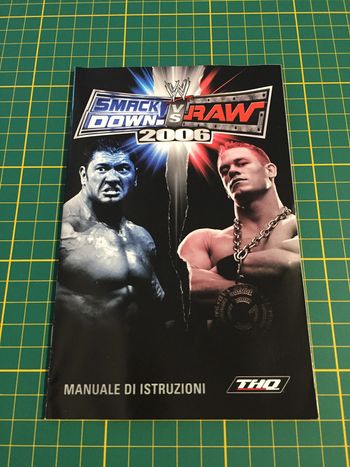 W
SMACK
DOWN! VS RAW
2006
MANUALE DI ISTRUZIONI
THQ